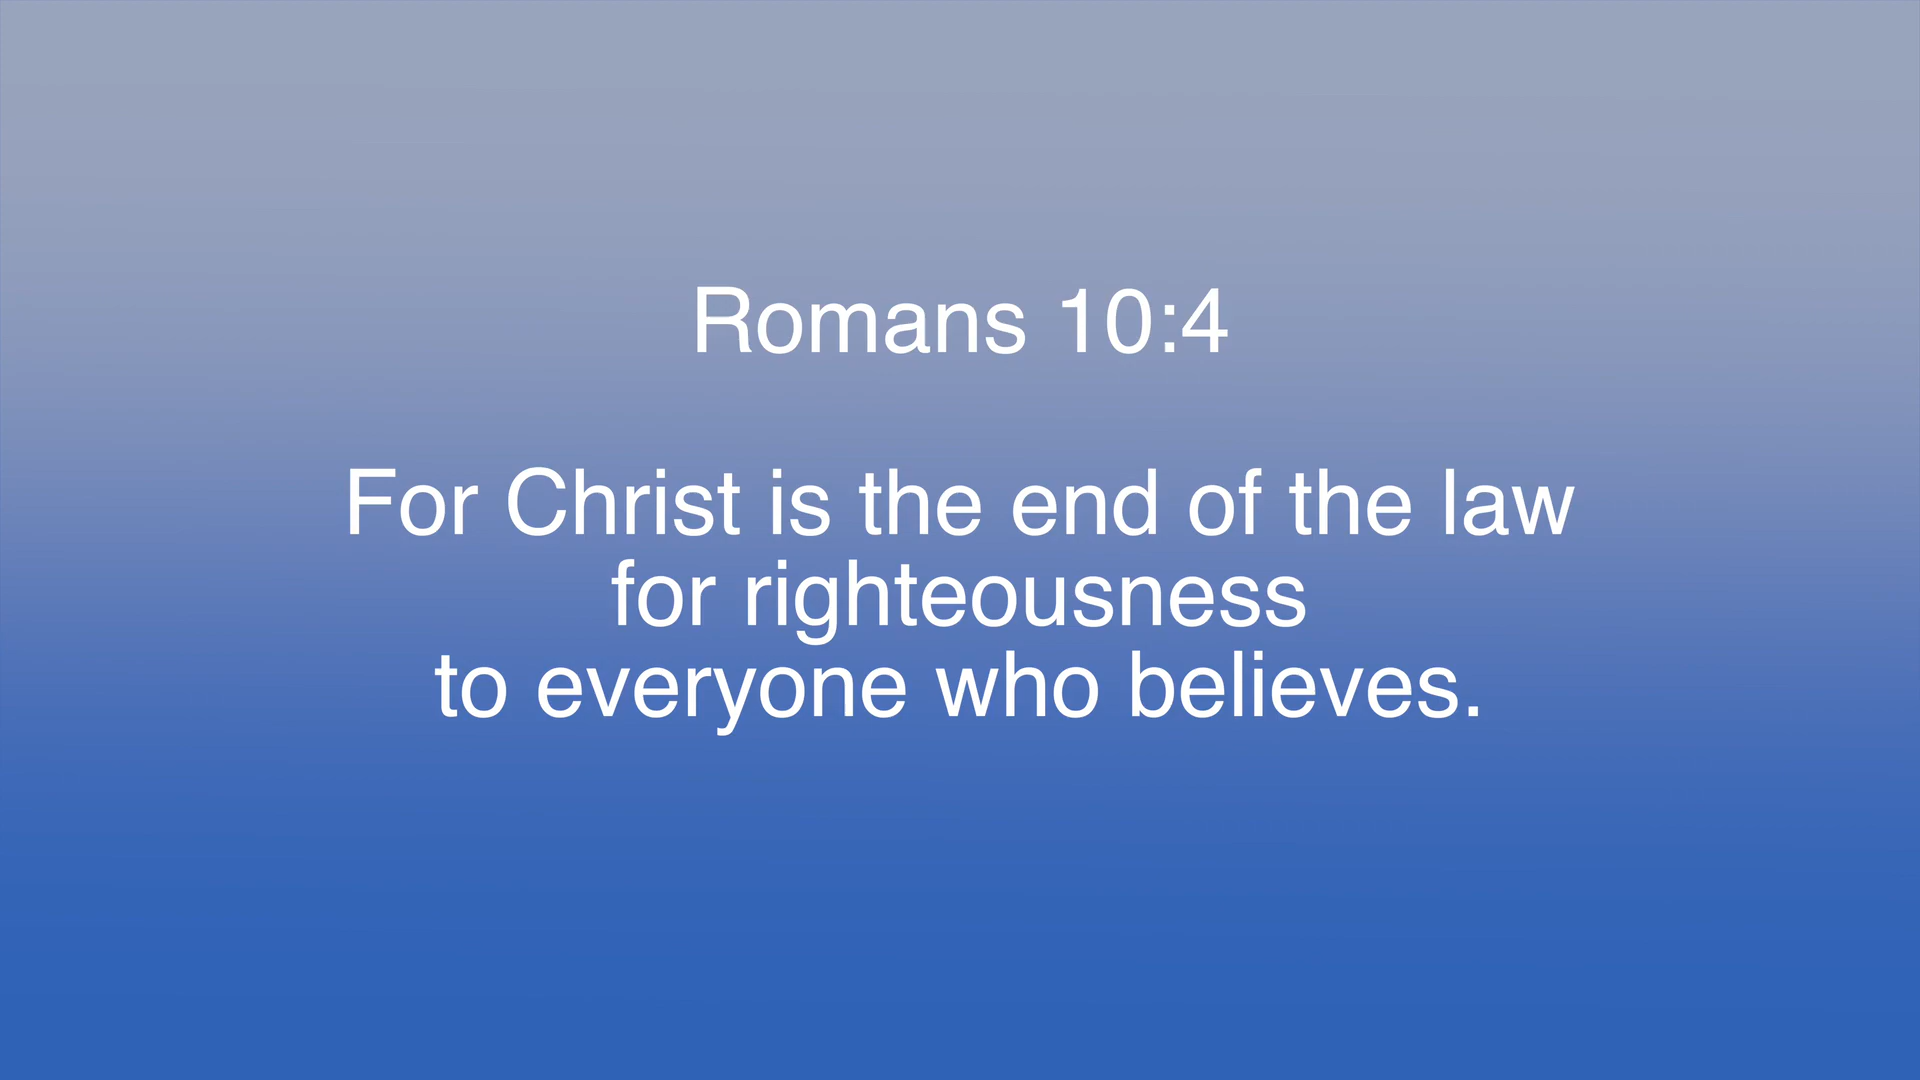 Romans 10:4
For Christ is the end of the law
for righteousness
to everyone who believes.